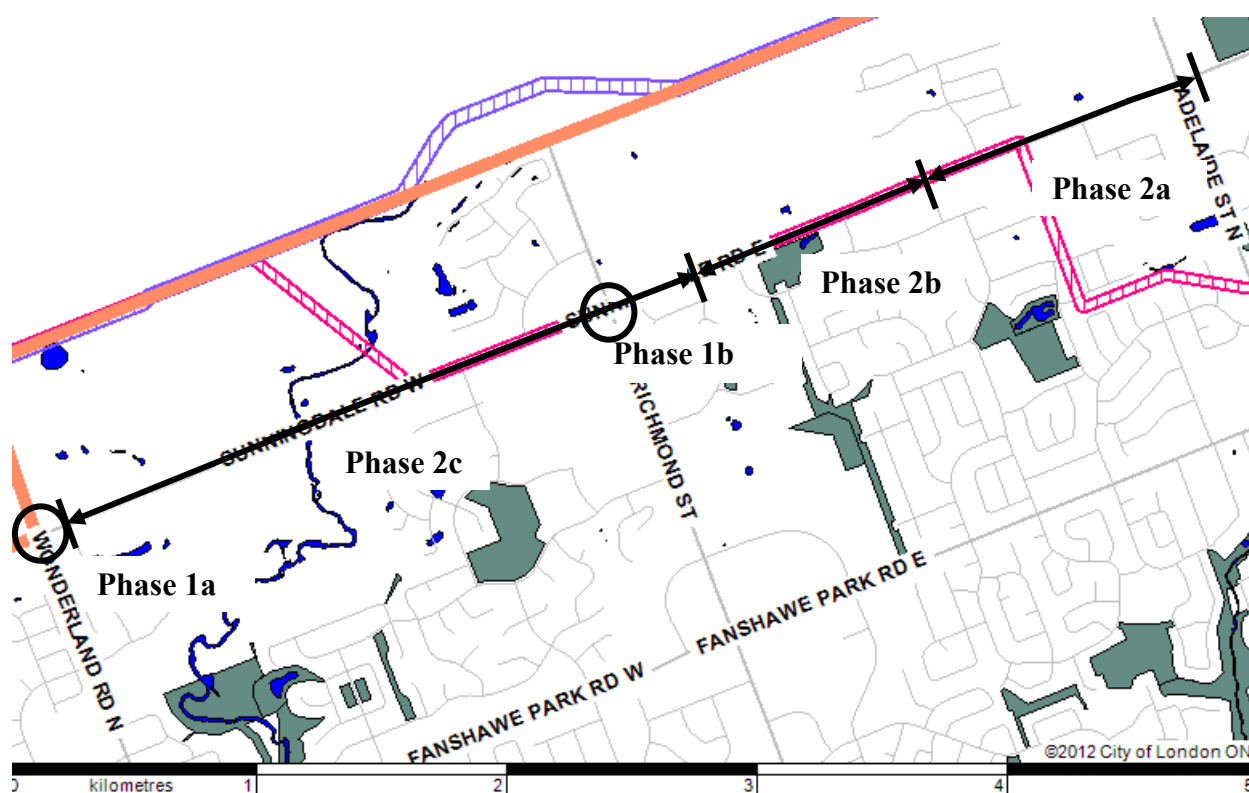 ADELAIDE ST N
Phase 2a
RD E
Phase 2b
Phase 1b
SUNNINGDALE RD W
RICHMOND ST
Phase 2c
Phase 1a
WONDERLAND RD N
FANSHAWE PARK RD E
FANSHAWE PARK RD W
©2012 City of London ON
0 kilometres 1 2 3 4 5